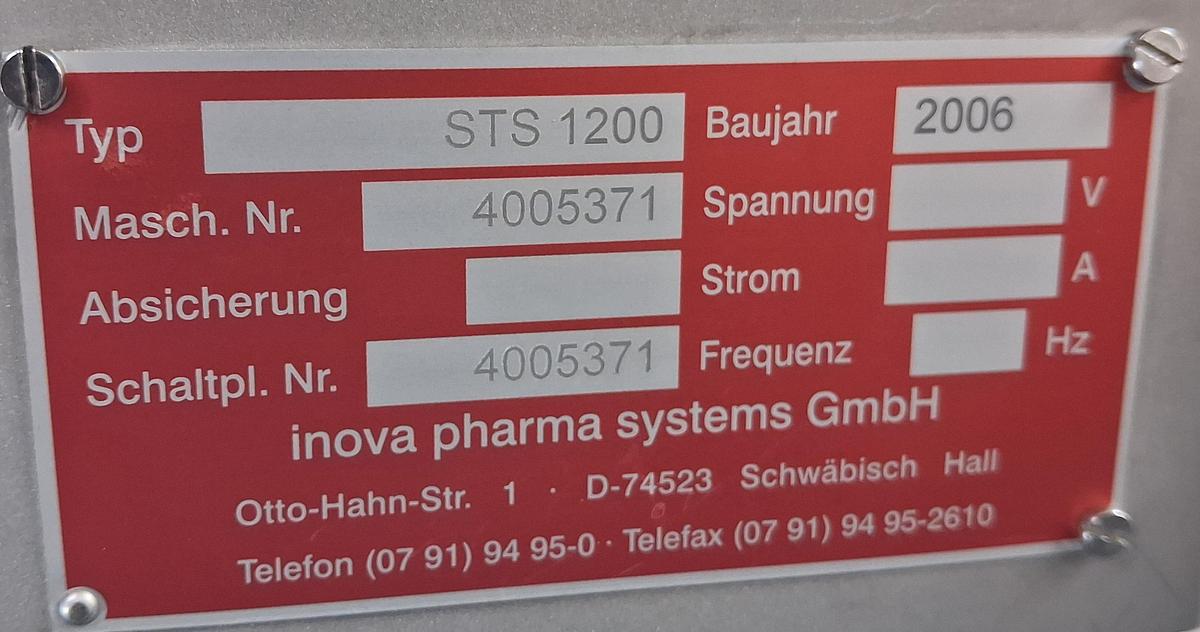 Typ STS 1200 Baujahr 2006
Masch. Nr. 4005371 Spannung V
Absicherung Strom A
Schaltpl. Nr. 4005371 Frequenz Hz
inova pharma systems GmbH
Otto-Hahn-Str. 1 · D-74523 Schwäbisch Hall
Telefon (07 91) 94 95-0 · Telefax (07 91) 94 95-2610